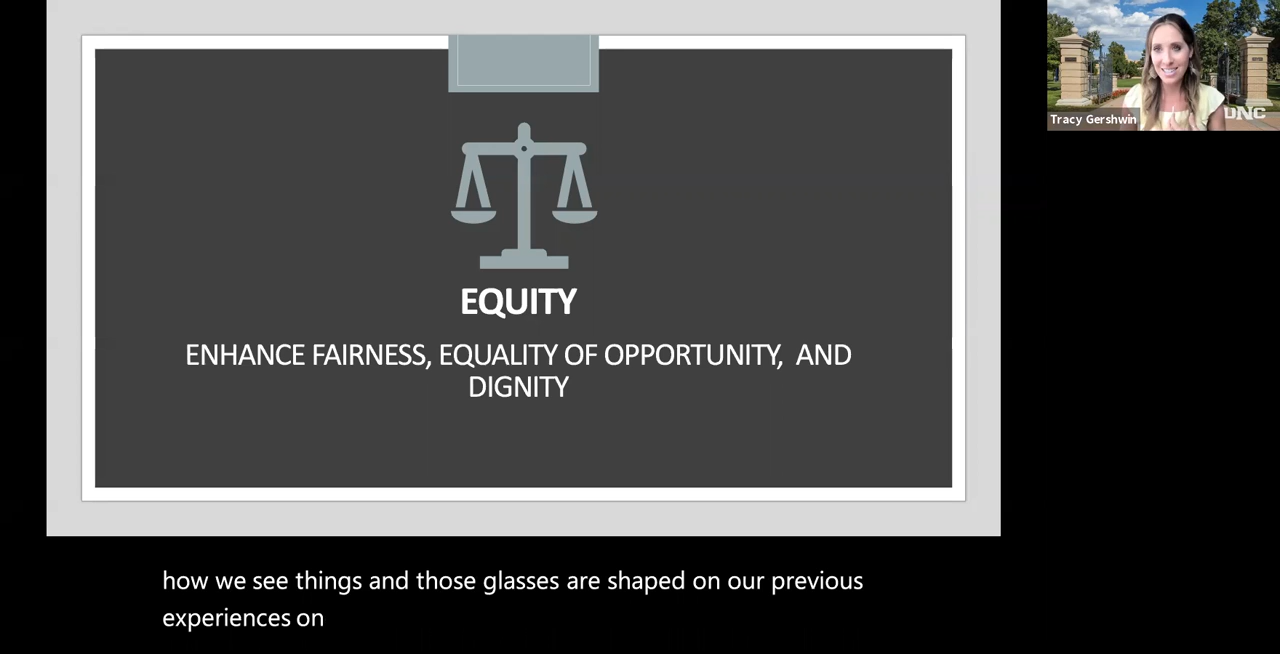 EQUITY
ENHANCE FAIRNESS, EQUALITY OF OPPORTUNITY, AND
DIGNITY
Tracy Gershwin
UNC
how we see things and those glasses are shaped on our previous
experiences on